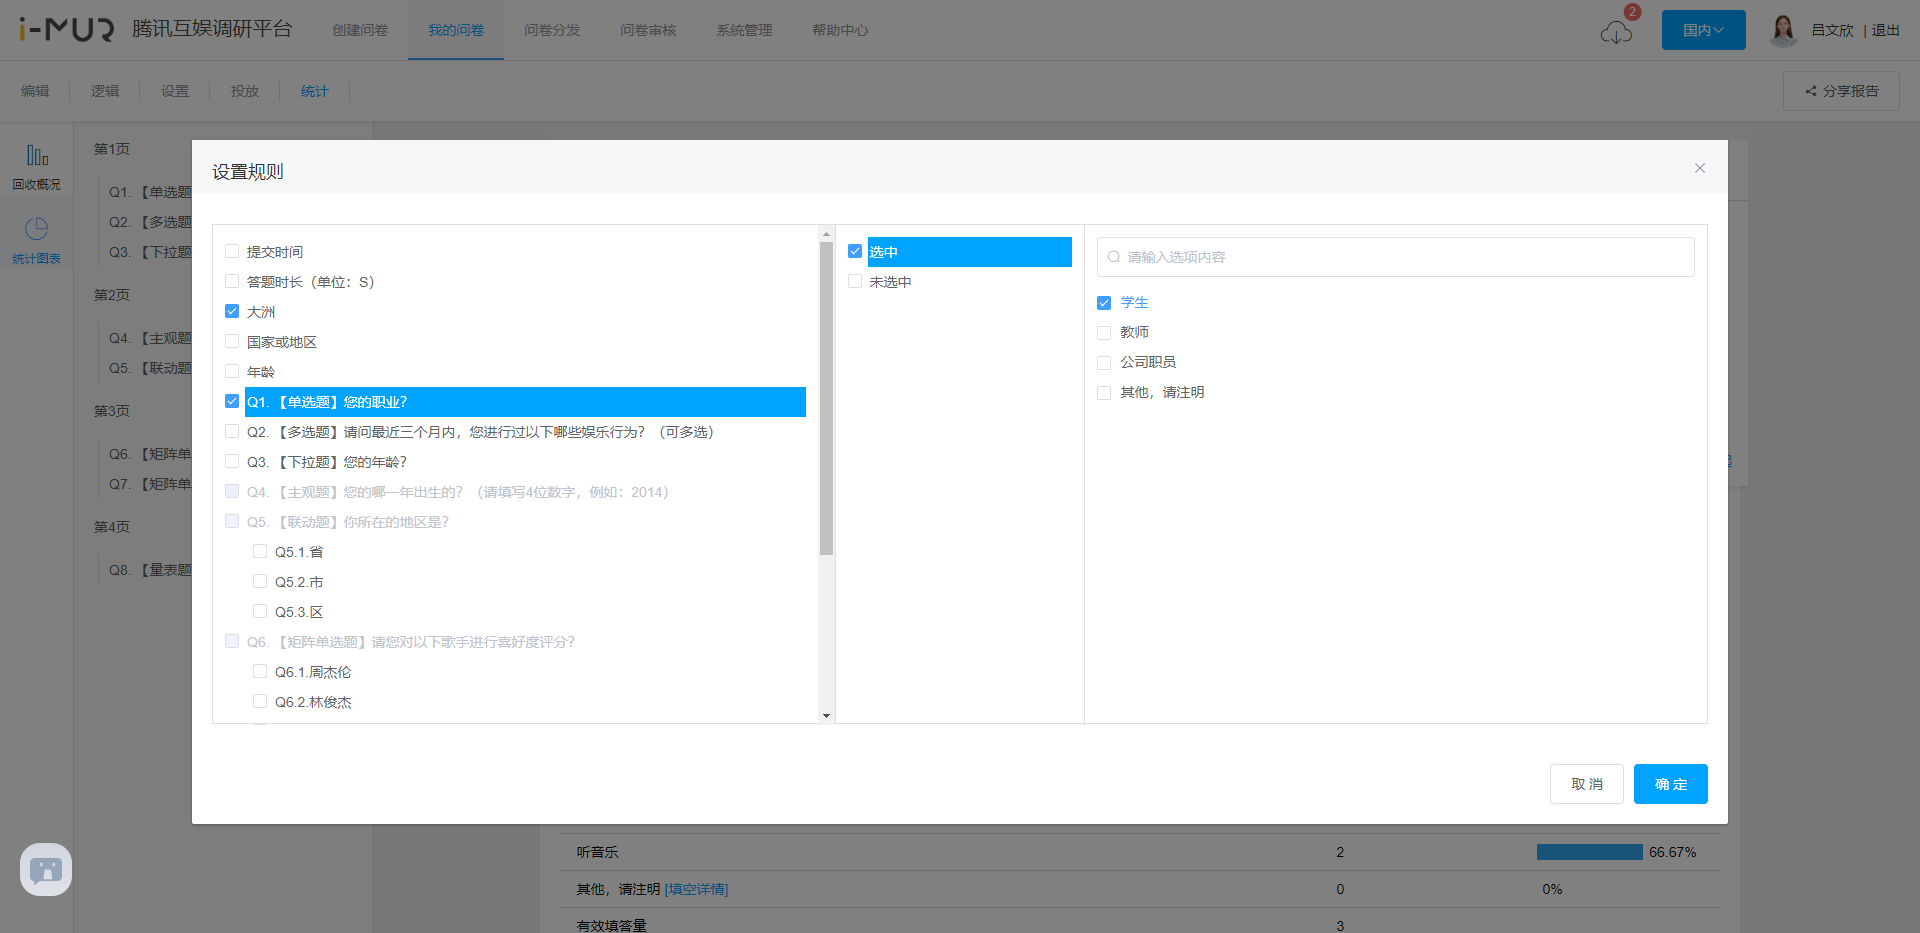 i-MUR 腾讯互娱调研平台 创建问卷 我的问卷 问卷分发 问卷审核 系统管理 帮助中心 2 国内 吕文欣 | 退出
编辑 逻辑 设置 投放 统计 分享报告
回收概况
统计图表
第1页
Q1. 【单选题
Q2. 【多选题
Q3. 【下拉题
第2页
Q4. 【主观题
Q5. 【联动题
第3页
Q6. 【矩阵单
Q7. 【矩阵单
第4页
Q8. 【量表题
设置规则
提交时间
答题时长（单位：S）
大洲
国家或地区
年龄
Q1. 【单选题】您的职业？
Q2. 【多选题】请问最近三个月内，您进行过以下哪些娱乐行为？（可多选）
Q3. 【下拉题】您的年龄？
Q4. 【主观题】您的哪一年出生的？（请填写4位数字，例如：2014）
Q5. 【联动题】你所在的地区是？
Q5.1.省
Q5.2.市
Q5.3.区
Q6. 【矩阵单选题】请您对以下歌手进行喜好度评分？
Q6.1.周杰伦
Q6.2.林俊杰
选中
未选中
请输入选项内容
学生
教师
公司职员
其他，请注明
取消 确定
听音乐 2 66.67%
其他，请注明 [填空详情] 0 0%
有效填答量 3